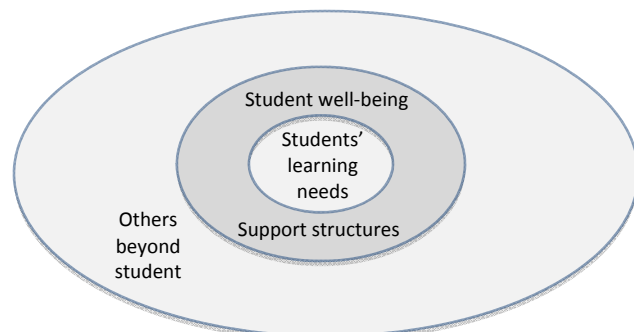 Student well-being
Students’
learning
needs
Support structures
Others
beyond
student